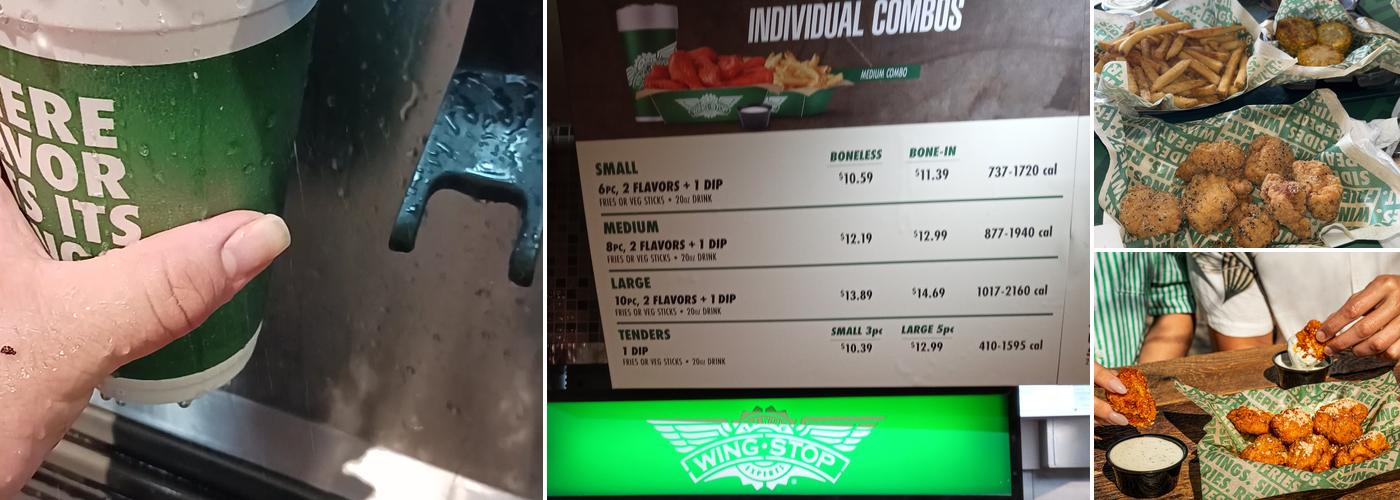 ERE
VOR
S ITS
INDIVIDUAL COMBOS
MEDIUM COMBO
BONELESS BONE-IN
SMALL $10.59 $11.39 737-1720 cal
6PC, 2 FLAVORS + 1 DIP
FRIES OR VEG STICKS • 20oz DRINK
MEDIUM $12.19 $12.99 877-1940 cal
8PC, 2 FLAVORS + 1 DIP
FRIES OR VEG STICKS • 20oz DRINK
LARGE $13.89 $14.69 1017-2160 cal
10PC, 2 FLAVORS + 1 DIP
FRIES OR VEG STICKS • 20oz DRINK
TENDERS SMALL 3pc LARGE 5pc
1 DIP $10.39 $12.99 410-1595 cal
FRIES OR VEG STICKS • 20oz DRINK
WING•STOP